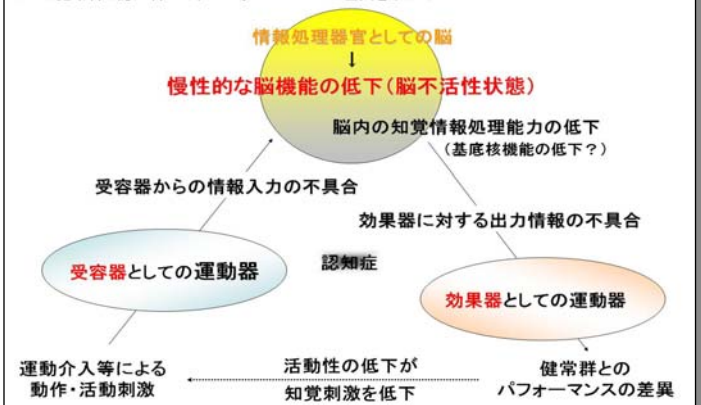 情報処理器官としての脳
↓
慢性的な脳機能の低下(脳不活性状態)
脳内の知覚情報処理能力の低下
(基底核機能の低下?)
受容器からの情報入力の不具合
効果器に対する出力情報の不具合
受容器としての運動器
認知症
効果器としての運動器
運動介入等による
動作・活動刺激
活動性の低下が
知覚刺激を低下
健常群との
パフォーマンスの差異